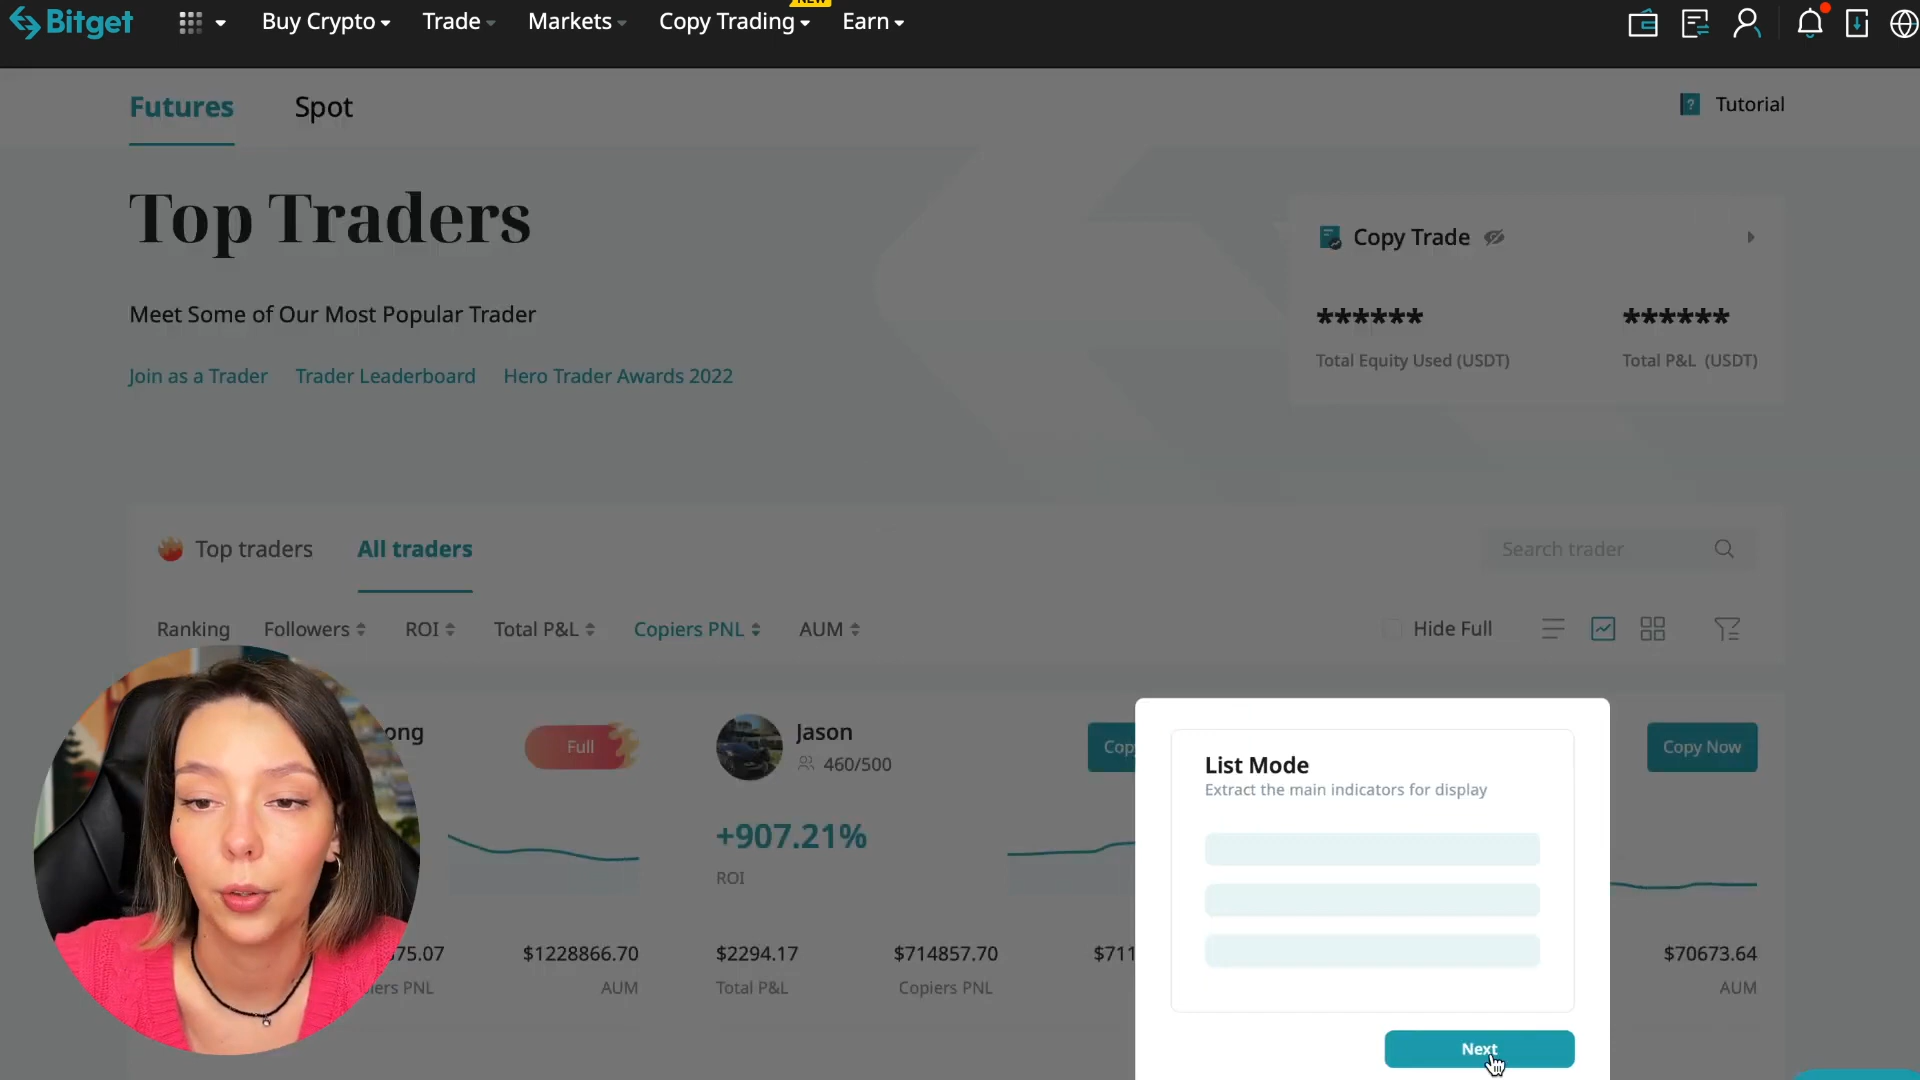 Bitget
Buy Crypto
Trade
Markets
Copy Trading
NEW
Earn
Futures
Spot
Tutorial
Top Traders
Meet Some of Our Most Popular Trader
Join as a Trader
Trader Leaderboard
Hero Trader Awards 2022
Copy Trade
****** ******
Total Equity Used (USDT)
Total P&L (USDT)
Top traders
All traders
Search trader
Ranking
Followers
ROI
Total P&L
Copiers PNL
AUM
Hide Full
ong
Full
Jason
460/500
Cop
Copy Now
+907.21%
ROI
75.07
$1228866.70
iers PNL
AUM
$2294.17
$714857.70
$711
Total P&L
Copiers PNL
$70673.64
AUM
List Mode
Extract the main indicators for display
Next